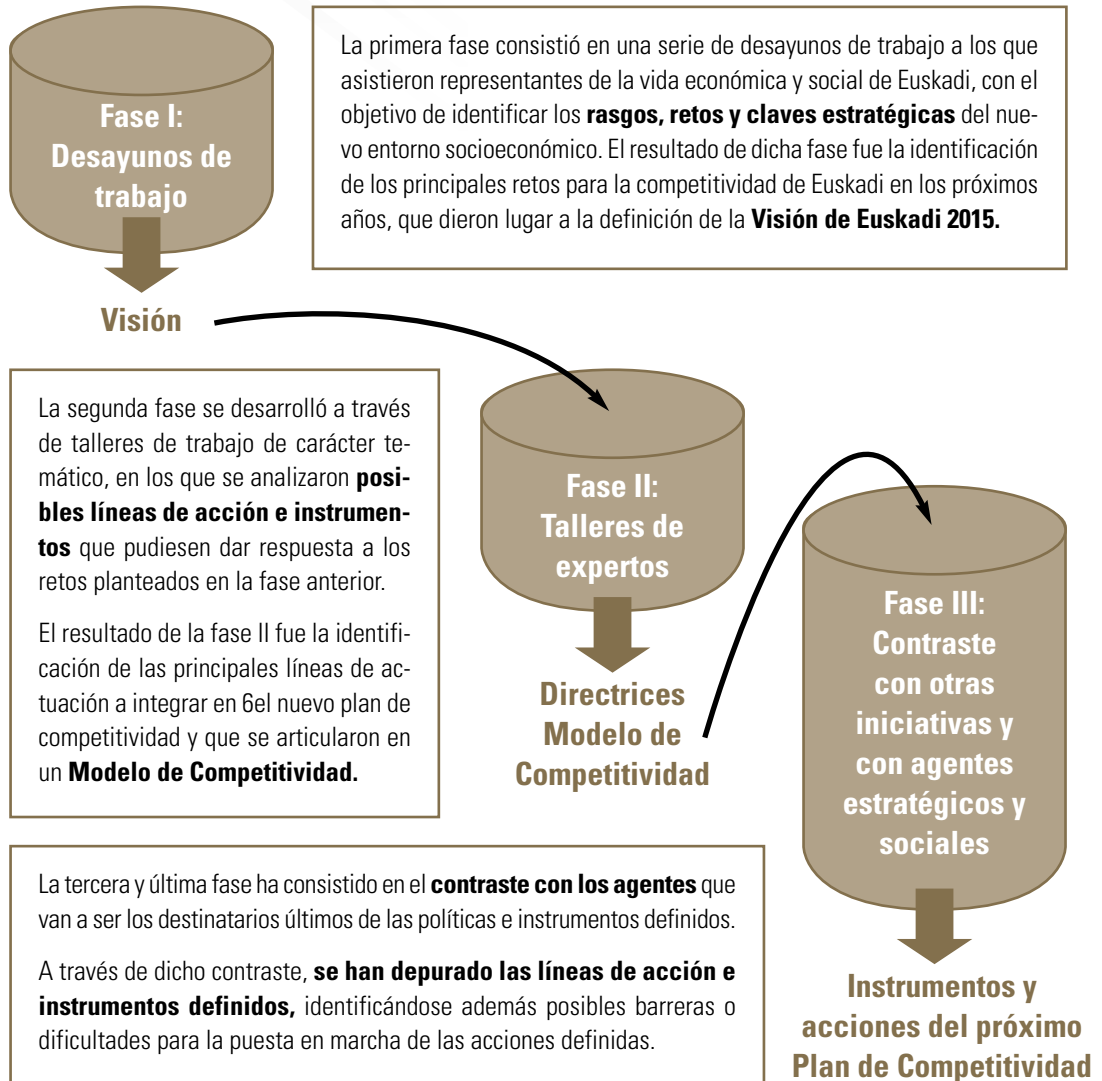 Fase I:
Desayunos de
trabajo
La primera fase consistió en una serie de desayunos de trabajo a los que
asistieron representantes de la vida económica y social de Euskadi, con el
objetivo de identificar los rasgos, retos y claves estratégicas del nue-
vo entorno socioeconómico. El resultado de dicha fase fue la identificación
de los principales retos para la competitividad de Euskadi en los próximos
años, que dieron lugar a la definición de la Visión de Euskadi 2015.
Visión
La segunda fase se desarrolló a través
de talleres de trabajo de carácter te-
mático, en los que se analizaron posi-
bles líneas de acción e instrumen-
tos que pudiesen dar respuesta a los
retos planteados en la fase anterior.
El resultado de la fase II fue la identifi-
cación de las principales líneas de ac-
tuación a integrar en 6el nuevo plan de
competitividad y que se articularon en
un Modelo de Competitividad.
Fase II:
Talleres de
expertos
Directrices
Modelo de
Competitividad
Fase III:
Contraste
con otras
iniciativas y
con agentes
estratégicos y
sociales
La tercera y última fase ha consistido en el contraste con los agentes que
van a ser los destinatarios últimos de las políticas e instrumentos definidos.
A través de dicho contraste, se han depurado las líneas de acción e
instrumentos definidos, identificándose además posibles barreras o
dificultades para la puesta en marcha de las acciones definidas.
Instrumentos y
acciones del próximo
Plan de Competitividad